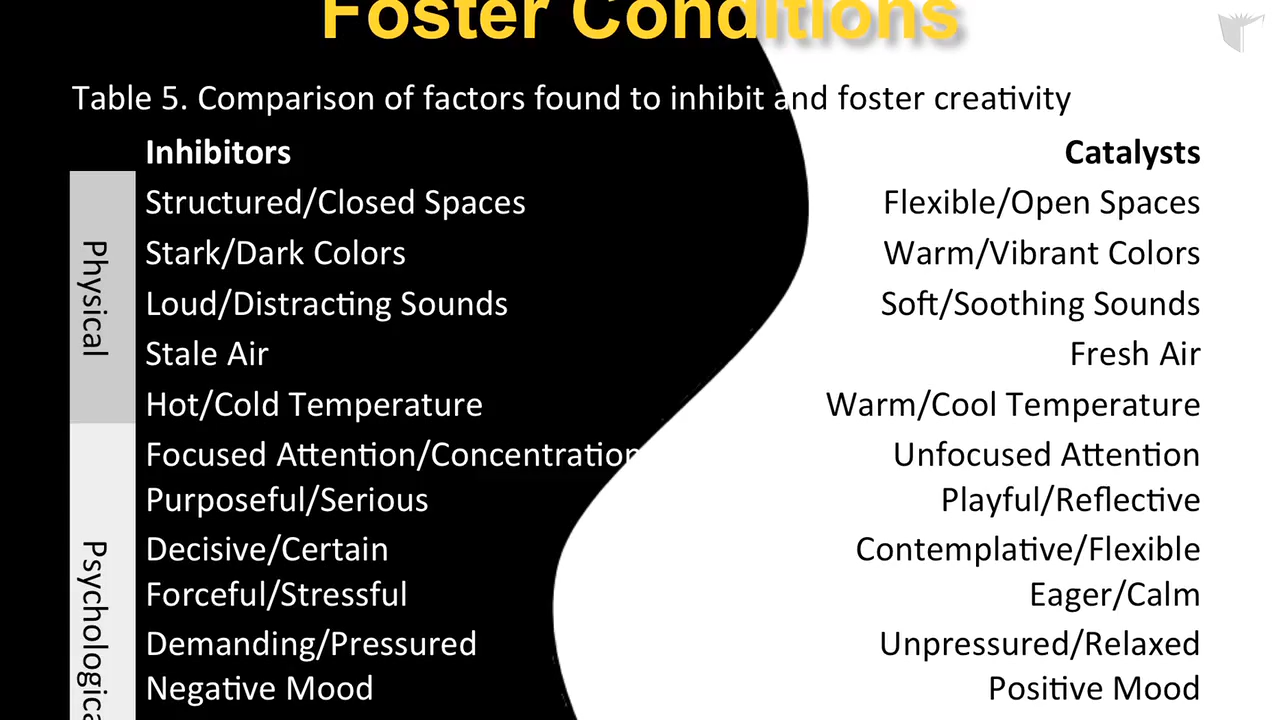 Foster Conditions
Table 5. Comparison of factors found to inhibit and foster creativity
Inhibitors Catalysts
Physical
Structured/Closed Spaces Flexible/Open Spaces
Stark/Dark Colors Warm/Vibrant Colors
Loud/Distracting Sounds Soft/Soothing Sounds
Stale Air Fresh Air
Hot/Cold Temperature Warm/Cool Temperature
Psychologica
Focused Attention/Concentration Unfocused Attention
Purposeful/Serious Playful/Reflective
Decisive/Certain Contemplative/Flexible
Forceful/Stressful Eager/Calm
Demanding/Pressured Unpressured/Relaxed
Negative Mood Positive Mood